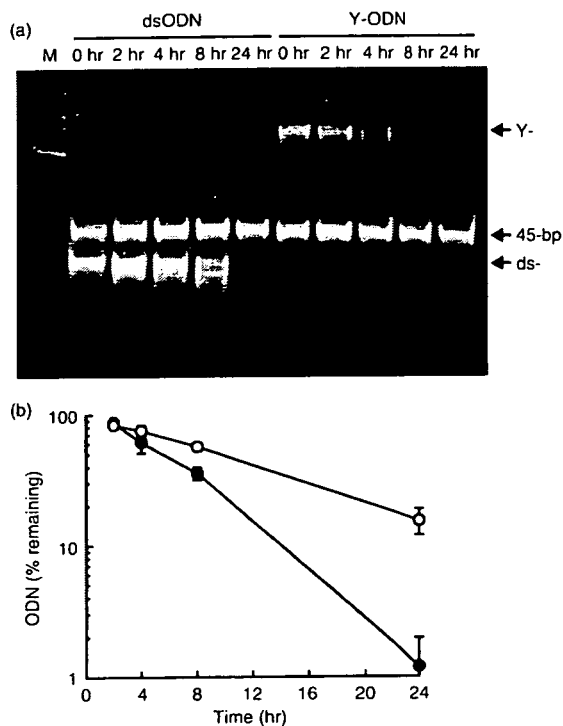 (a)
dsODN Y-ODN
M 0 hr 2 hr 4 hr 8 hr 24 hr 0 hr 2 hr 4 hr 8 hr 24 hr
Y-
45-bp
ds-
(b)
100
10
1
ODN (% remaining)
0 4 8 12 16 20 24
Time (hr)